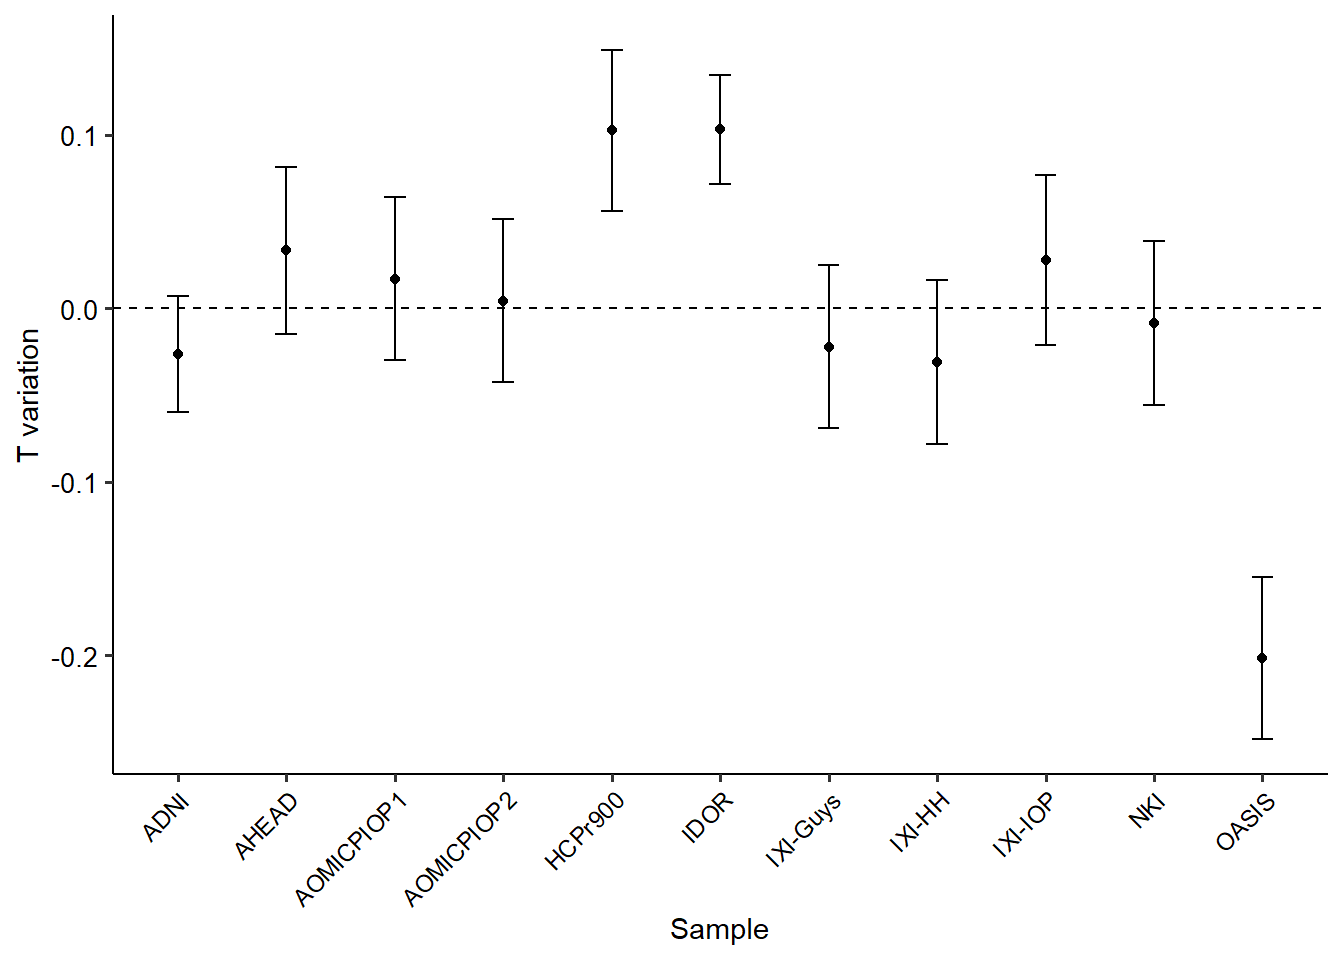 0.1
0.0
-0.1
-0.2
T variation
ADNI
AHEAD
AOMICPIOP1
AOMICPIOP2
HCPr900
IDOR
IXI-Guys
IXI-HH
IXI-IOP
NKI
OASIS
Sample